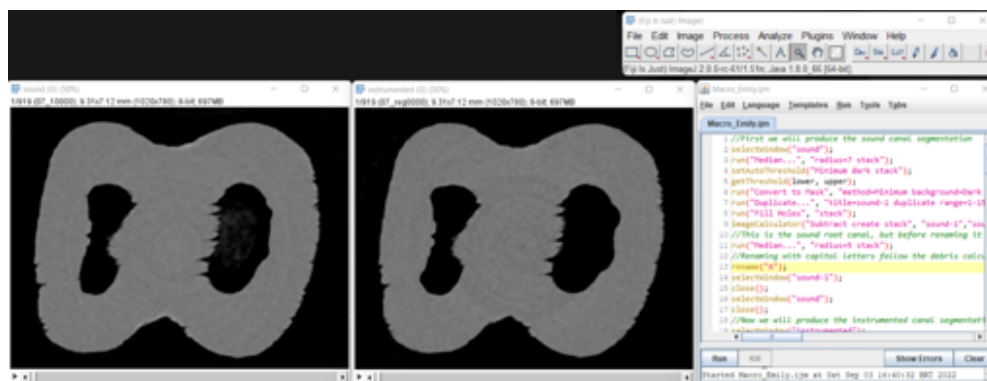 (Fiji Is Just) ImageJ
File Edit Image Process Analyze Plugins Window Help
(Fiji Is Just) ImageJ 2.0.0-rc-61/1.51n; Java 1.8.0_66 [64-bit];
sound (G) (50%)
1/919 (07_10000); 9.31x7.12 mm (1020x780); 8-bit; 697MB
instrumented (G) (50%)
1/919 (07_reg0000); 9.31x7.12 mm (1020x780); 8-bit; 697MB
Macro_Emily.ijm
File Edit Language Templates Run Tools Tabs
Macro_Emily.ijm
1 //First we will produce the sound canal segmentation
2 selectWindow("sound");
3 run("Median...", "radius=7 stack");
4 setAutoThreshold("Minimum dark stack");
5 getThreshold(lower, upper);
6 run("Convert to Mask", "method=Minimum background=Dark
7 run("Duplicate...", "title=sound-1 duplicate range=1-15
8 run("Fill Holes", "stack");
9 imageCalculator("Subtract create stack", "sound-1","sou
10 //This is the sound root canal, but before renaming it
11 run("Median...", "radius=5 stack");
12 //Renaming with capital letters follow the debris calcu
13 rename("A");
14 selectWindow("sound-1");
15 close();
16 selectWindow("sound");
17 close();
18 //Now we will produce the instrumented canal segmentati
19 selectWindow("instrumented");
Run Kill Show Errors Clear
Started Macro_Emily.ijm at Sat Sep 03 16:40:32 BRT 2022